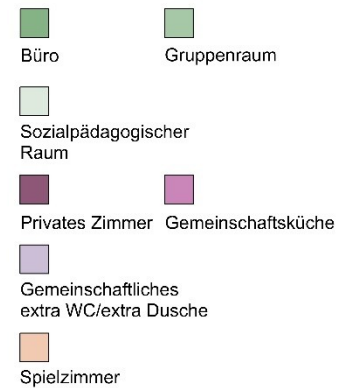 Büro
Gruppenraum
Sozialpädagogischer
Raum
Privates Zimmer
Gemeinschaftsküche
Gemeinschaftliches
extra WC/extra Dusche
Spielzimmer